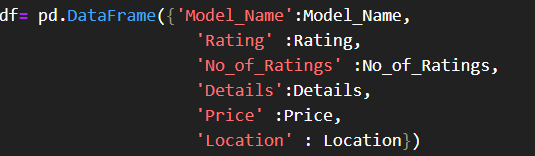 df= pd.DataFrame({'Model_Name':Model_Name,
'Rating' :Rating,
'No_of_Ratings' :No_of_Ratings,
'Details':Details,
'Price' :Price,
'Location' : Location})